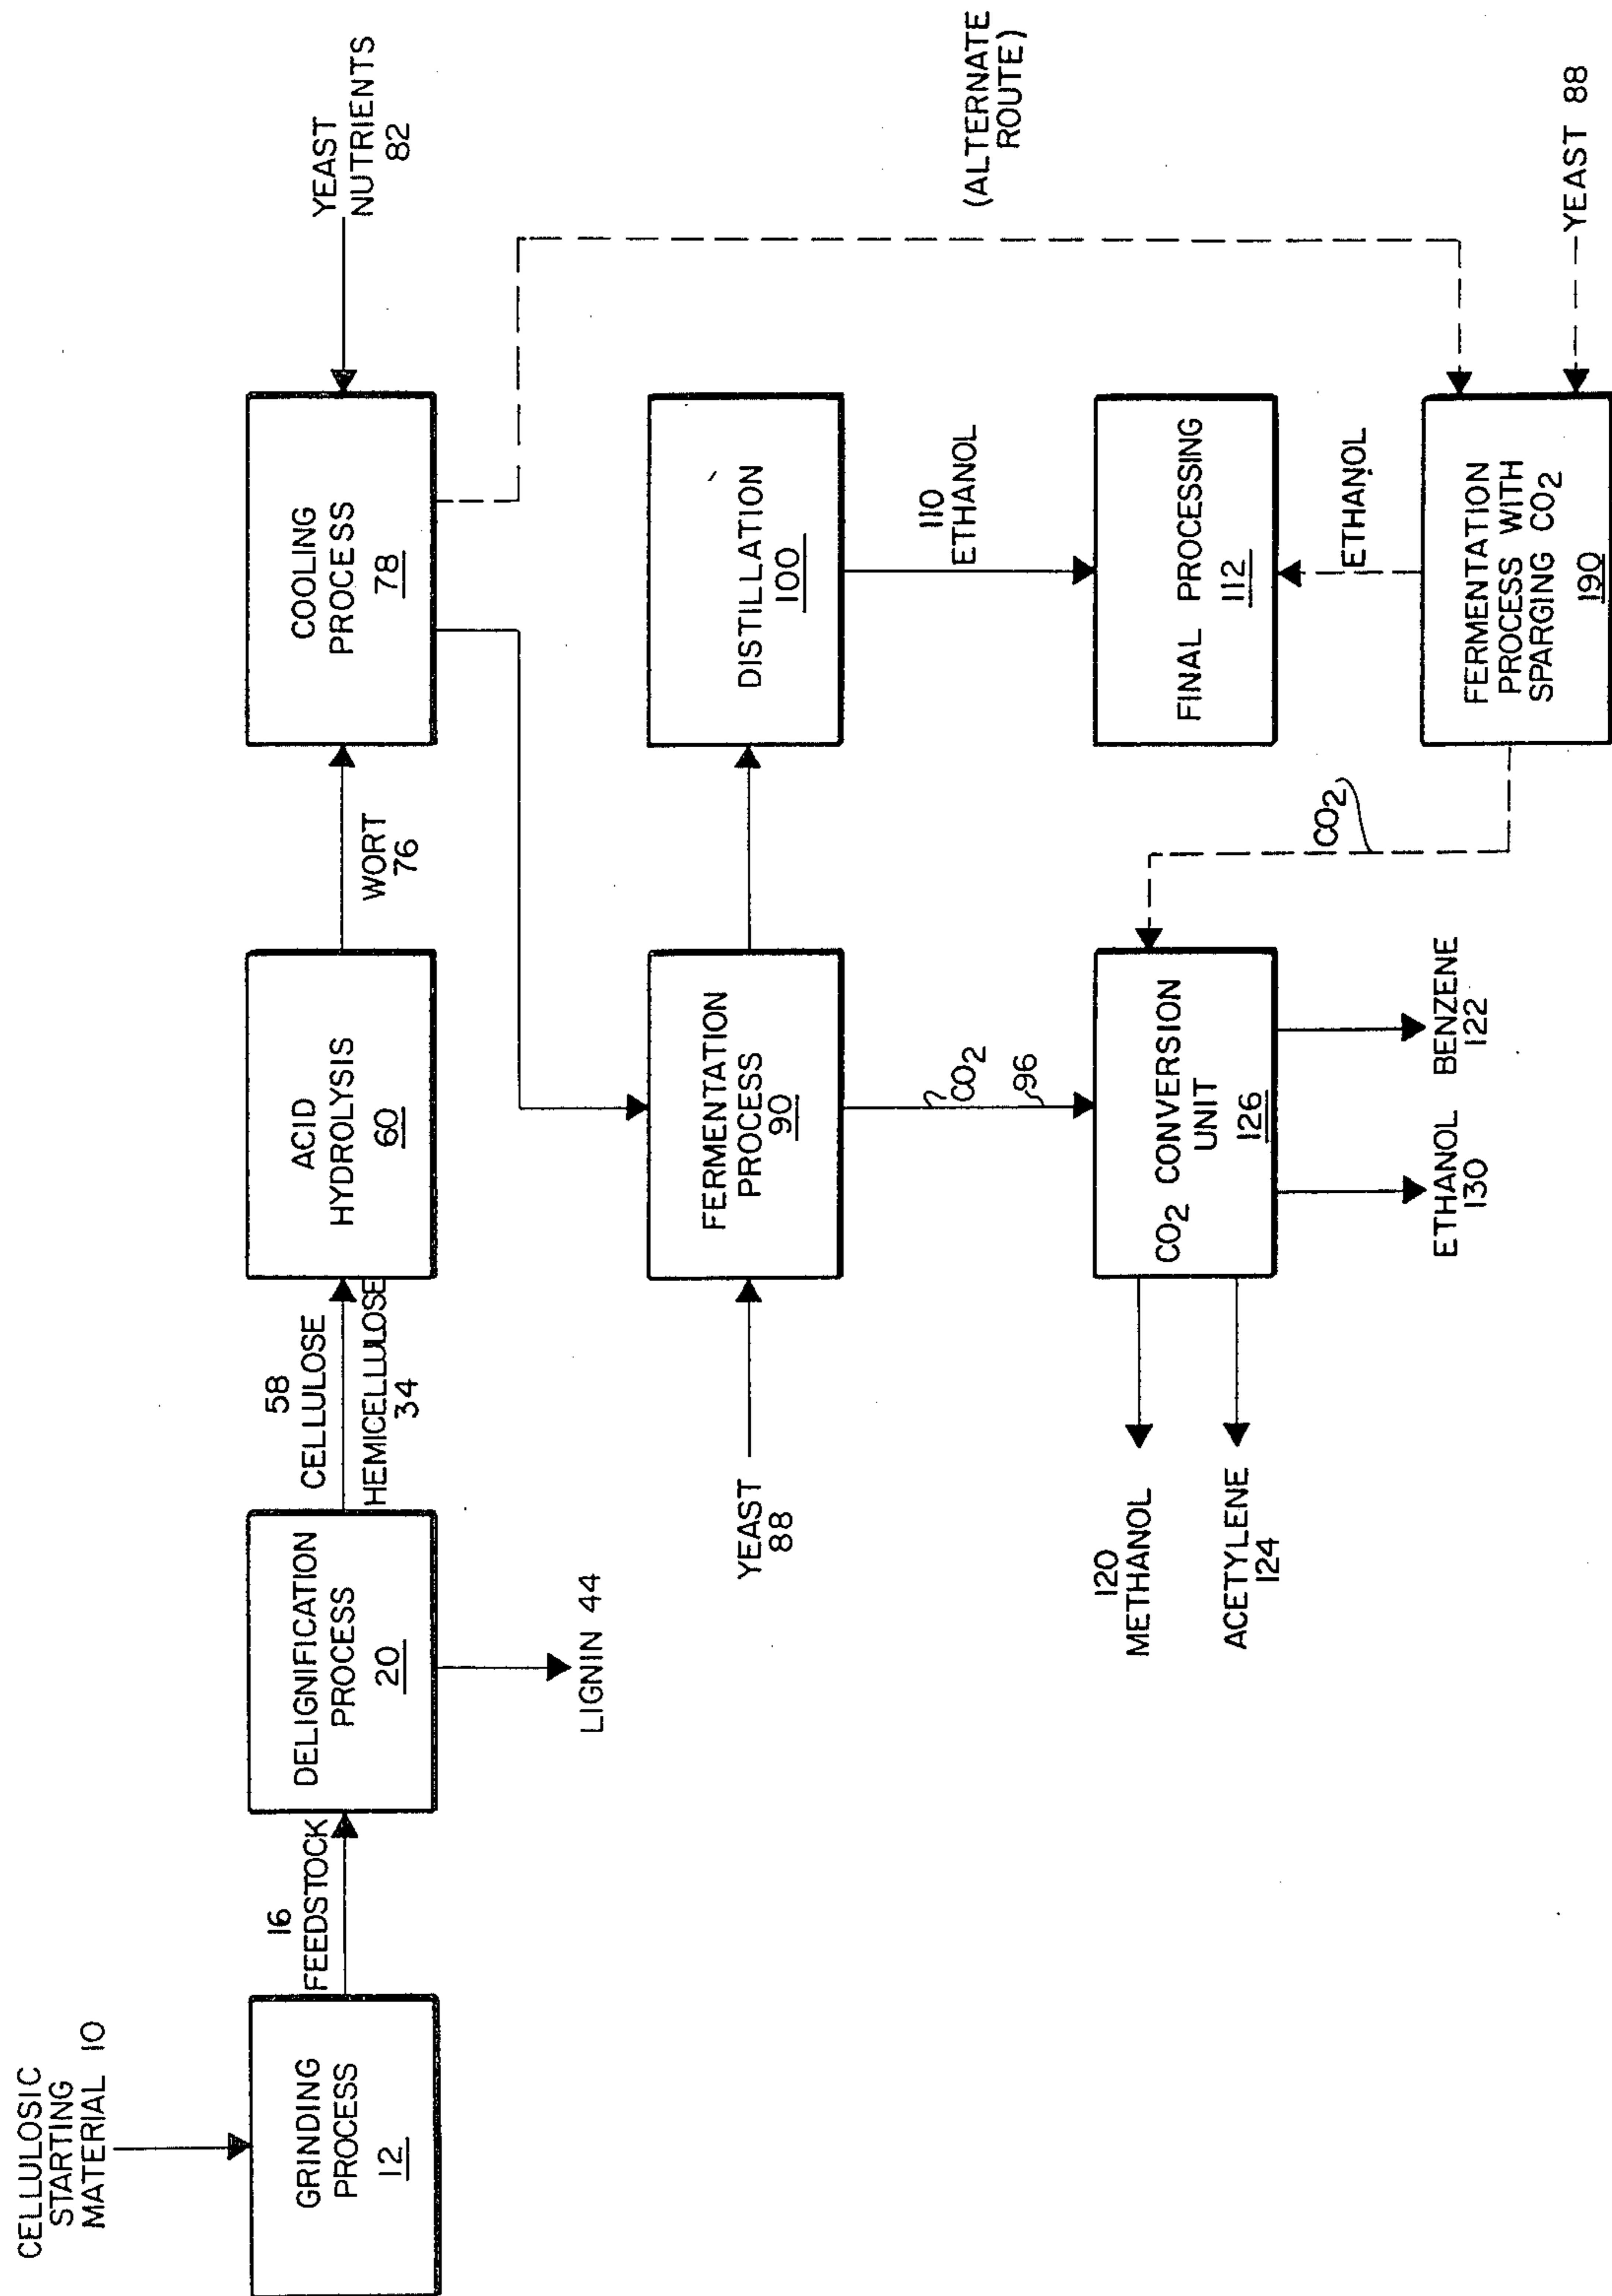 CELLULOSIC
STARTING
MATERIAL 10
GRINDING
PROCESS
12
16
FEEDSTOCK
DELIGNIFICATION
PROCESS
20
LIGNIN 44
58
CELLULOSE
HEMICELLULOSE
34
ACID
HYDROLYSIS
60
WORT
76
COOLING
PROCESS
78
YEAST
NUTRIENTS
82
YEAST
88
FERMENTATION
PROCESS
90
DISTILLATION
100
(ALTERNATE
ROUTE)
CO2
96
110
ETHANOL
120
METHANOL
ACETYLENE
124
CO2 CONVERSION
UNIT
126
ETHANOL
130
BENZENE
122
CO2
FINAL PROCESSING
112
ETHANOL
FERMENTATION
PROCESS WITH
SPARGING CO2
190
YEAST 88